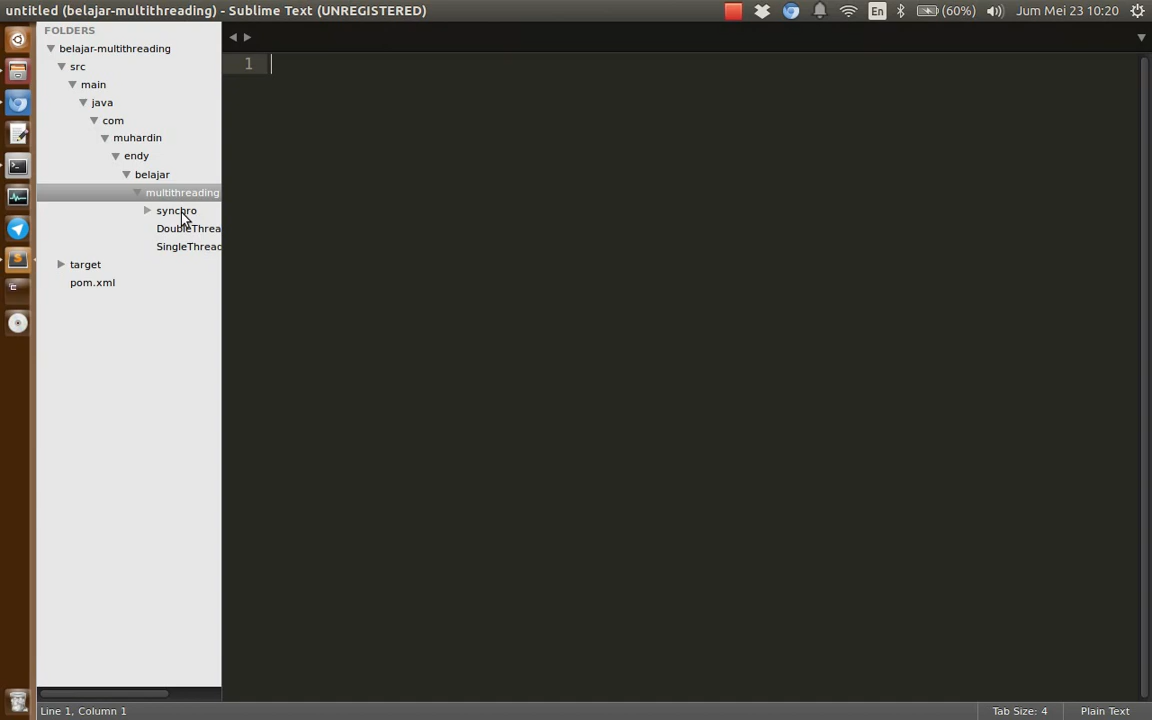 untitled (belajar-multithreading) - Sublime Text (UNREGISTERED)
En
(60%)
Jum Mei 23 10:20
FOLDERS
belajar-multithreading
src
main
java
com
muhardin
endy
belajar
multithreading
synchro
DoubleThrea
SingleThread
target
pom.xml
1
Line 1, Column 1
Tab Size: 4
Plain Text